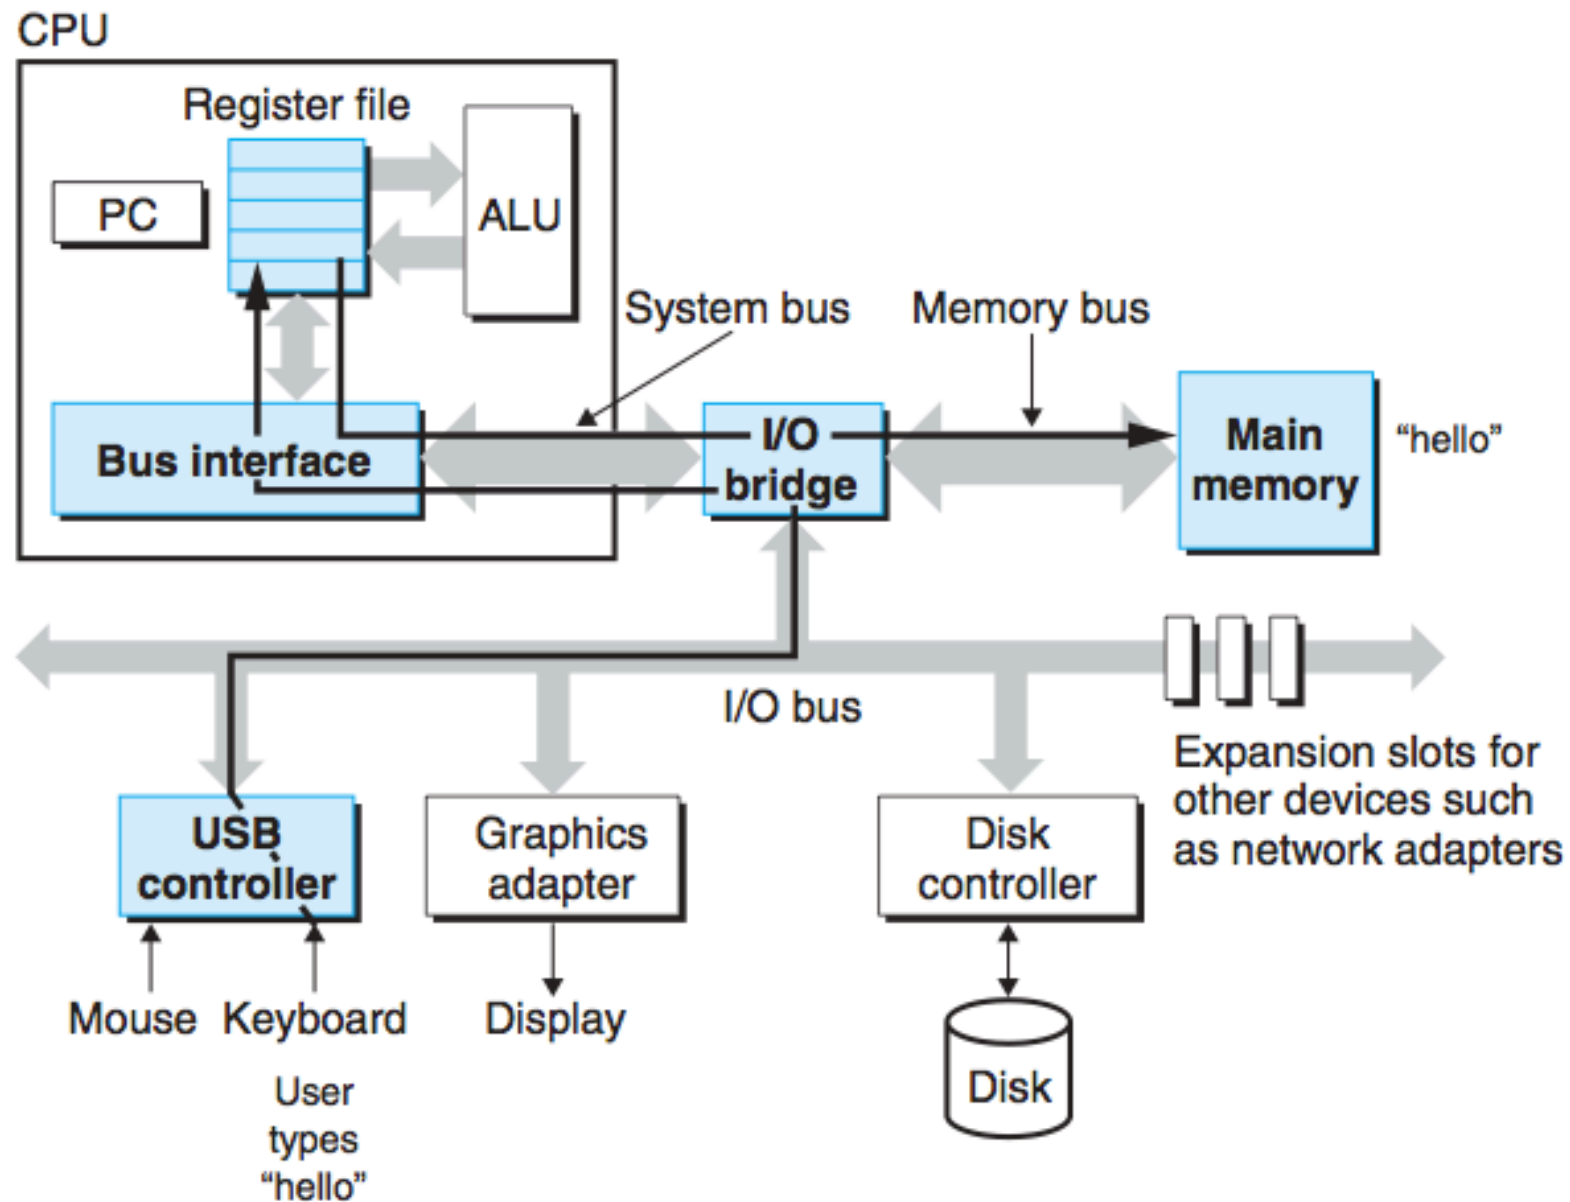 CPU
Register file
PC
ALU
System bus
Memory bus
Bus interface
I/O
bridge
Main
memory
“hello”
I/O bus
Expansion slots for
other devices such
as network adapters
USB
controller
Graphics
adapter
Disk
controller
Mouse
Keyboard
Display
Disk
User
types
“hello”